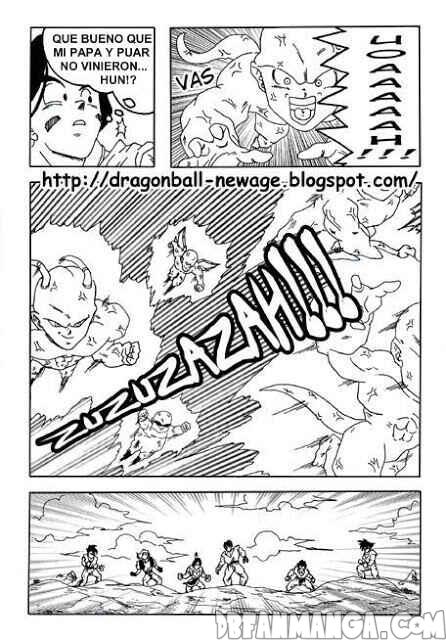 QUE BUENO QUE
MI PAPA Y PUAR
NO VINIERON...
HUN!?
VAS
UOAAAAAH!!!
http://dragonball-newage.blogspot.com/
ZUZUZAZAH!!!!
DBFANMANGA.COM